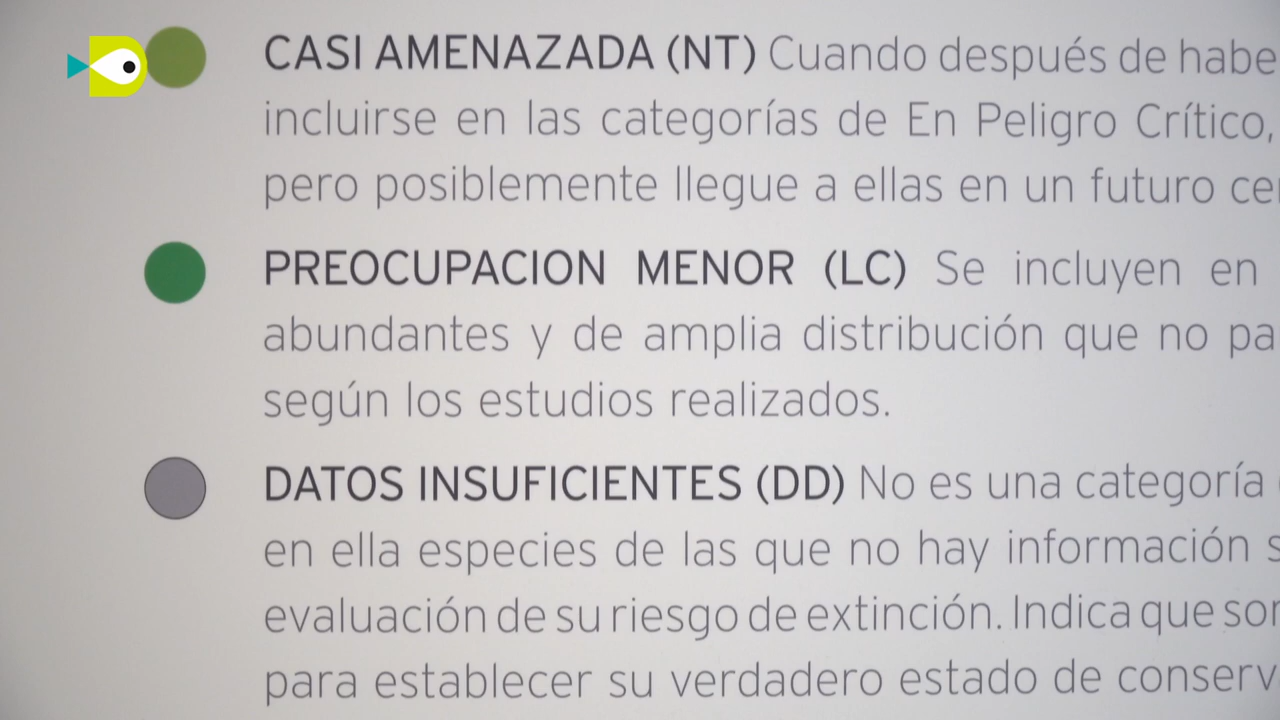 CASI AMENAZADA (NT) Cuando después de habe
incluirse en las categorías de En Peligro Crítico,
pero posiblemente llegue a ellas en un futuro
PREOCUPACION MENOR (LC) Se incluyen en
abundantes y de amplia distribución que no pa
según los estudios realizados.
DATOS INSUFICIENTES (DD) No es una categoría
en ella especies de las que no hay información
evaluación de su riesgo de extinción. Indica que
para establecer su verdadero estado de conserv